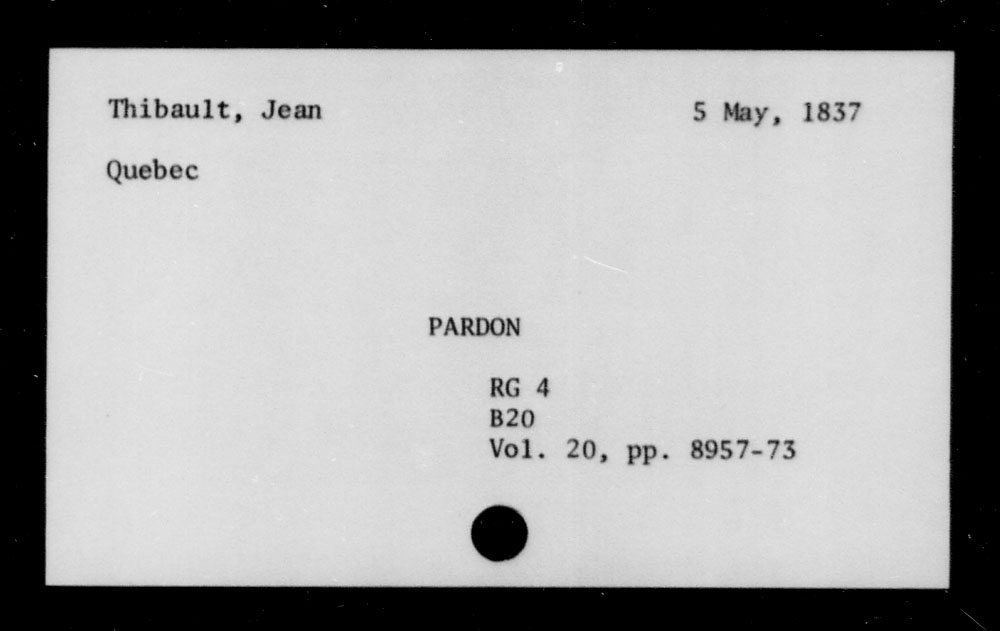 Thibault, Jean 5 May, 1837
Quebec
PARDON
RG 4
B20
Vol. 20, pp. 8957-73